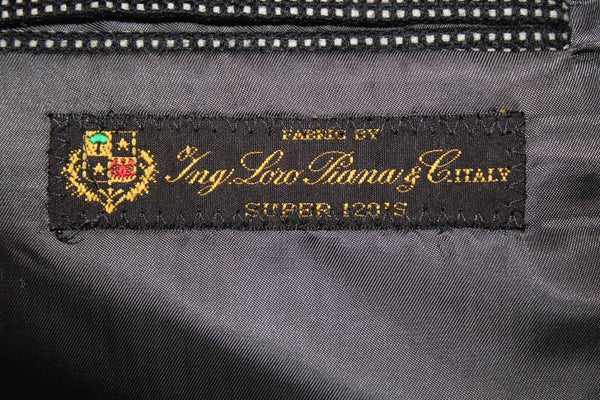 FABRIC BY
Ing. Loro Piana & C. ITALY
SUPER 120'S